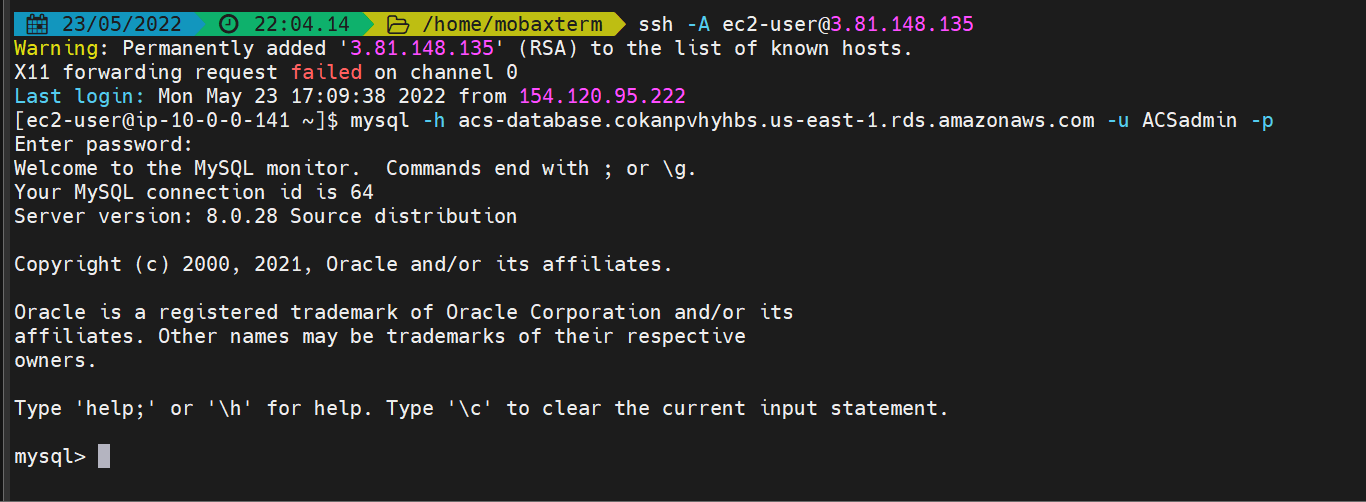 23/05/2022 22:04.14 /home/mobaxterm ssh -A ec2-user@3.81.148.135
Warning: Permanently added '3.81.148.135' (RSA) to the list of known hosts.
X11 forwarding request failed on channel 0
Last login: Mon May 23 17:09:38 2022 from 154.120.95.222
[ec2-user@ip-10-0-0-141 ~]$ mysql -h acs-database.cokanpvhyhbs.us-east-1.rds.amazonaws.com -u ACSadmin -p
Enter password:
Welcome to the MySQL monitor.  Commands end with ; or \g.
Your MySQL connection id is 64
Server version: 8.0.28 Source distribution
Copyright (c) 2000, 2021, Oracle and/or its affiliates.
Oracle is a registered trademark of Oracle Corporation and/or its
affiliates. Other names may be trademarks of their respective
owners.
Type 'help;' or '\h' for help. Type '\c' to clear the current input statement.
mysql>